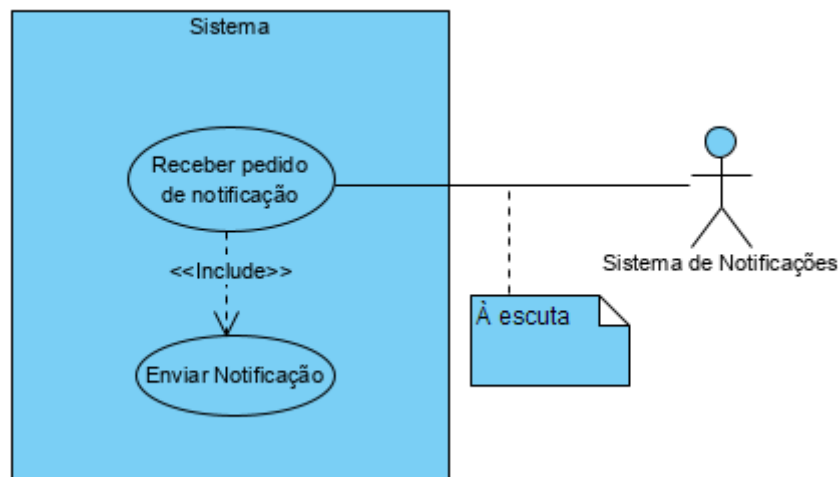 Sistema
Receber pedido
de notificação
<<Include>>
Enviar Notificação
Sistema de Notificações
À escuta